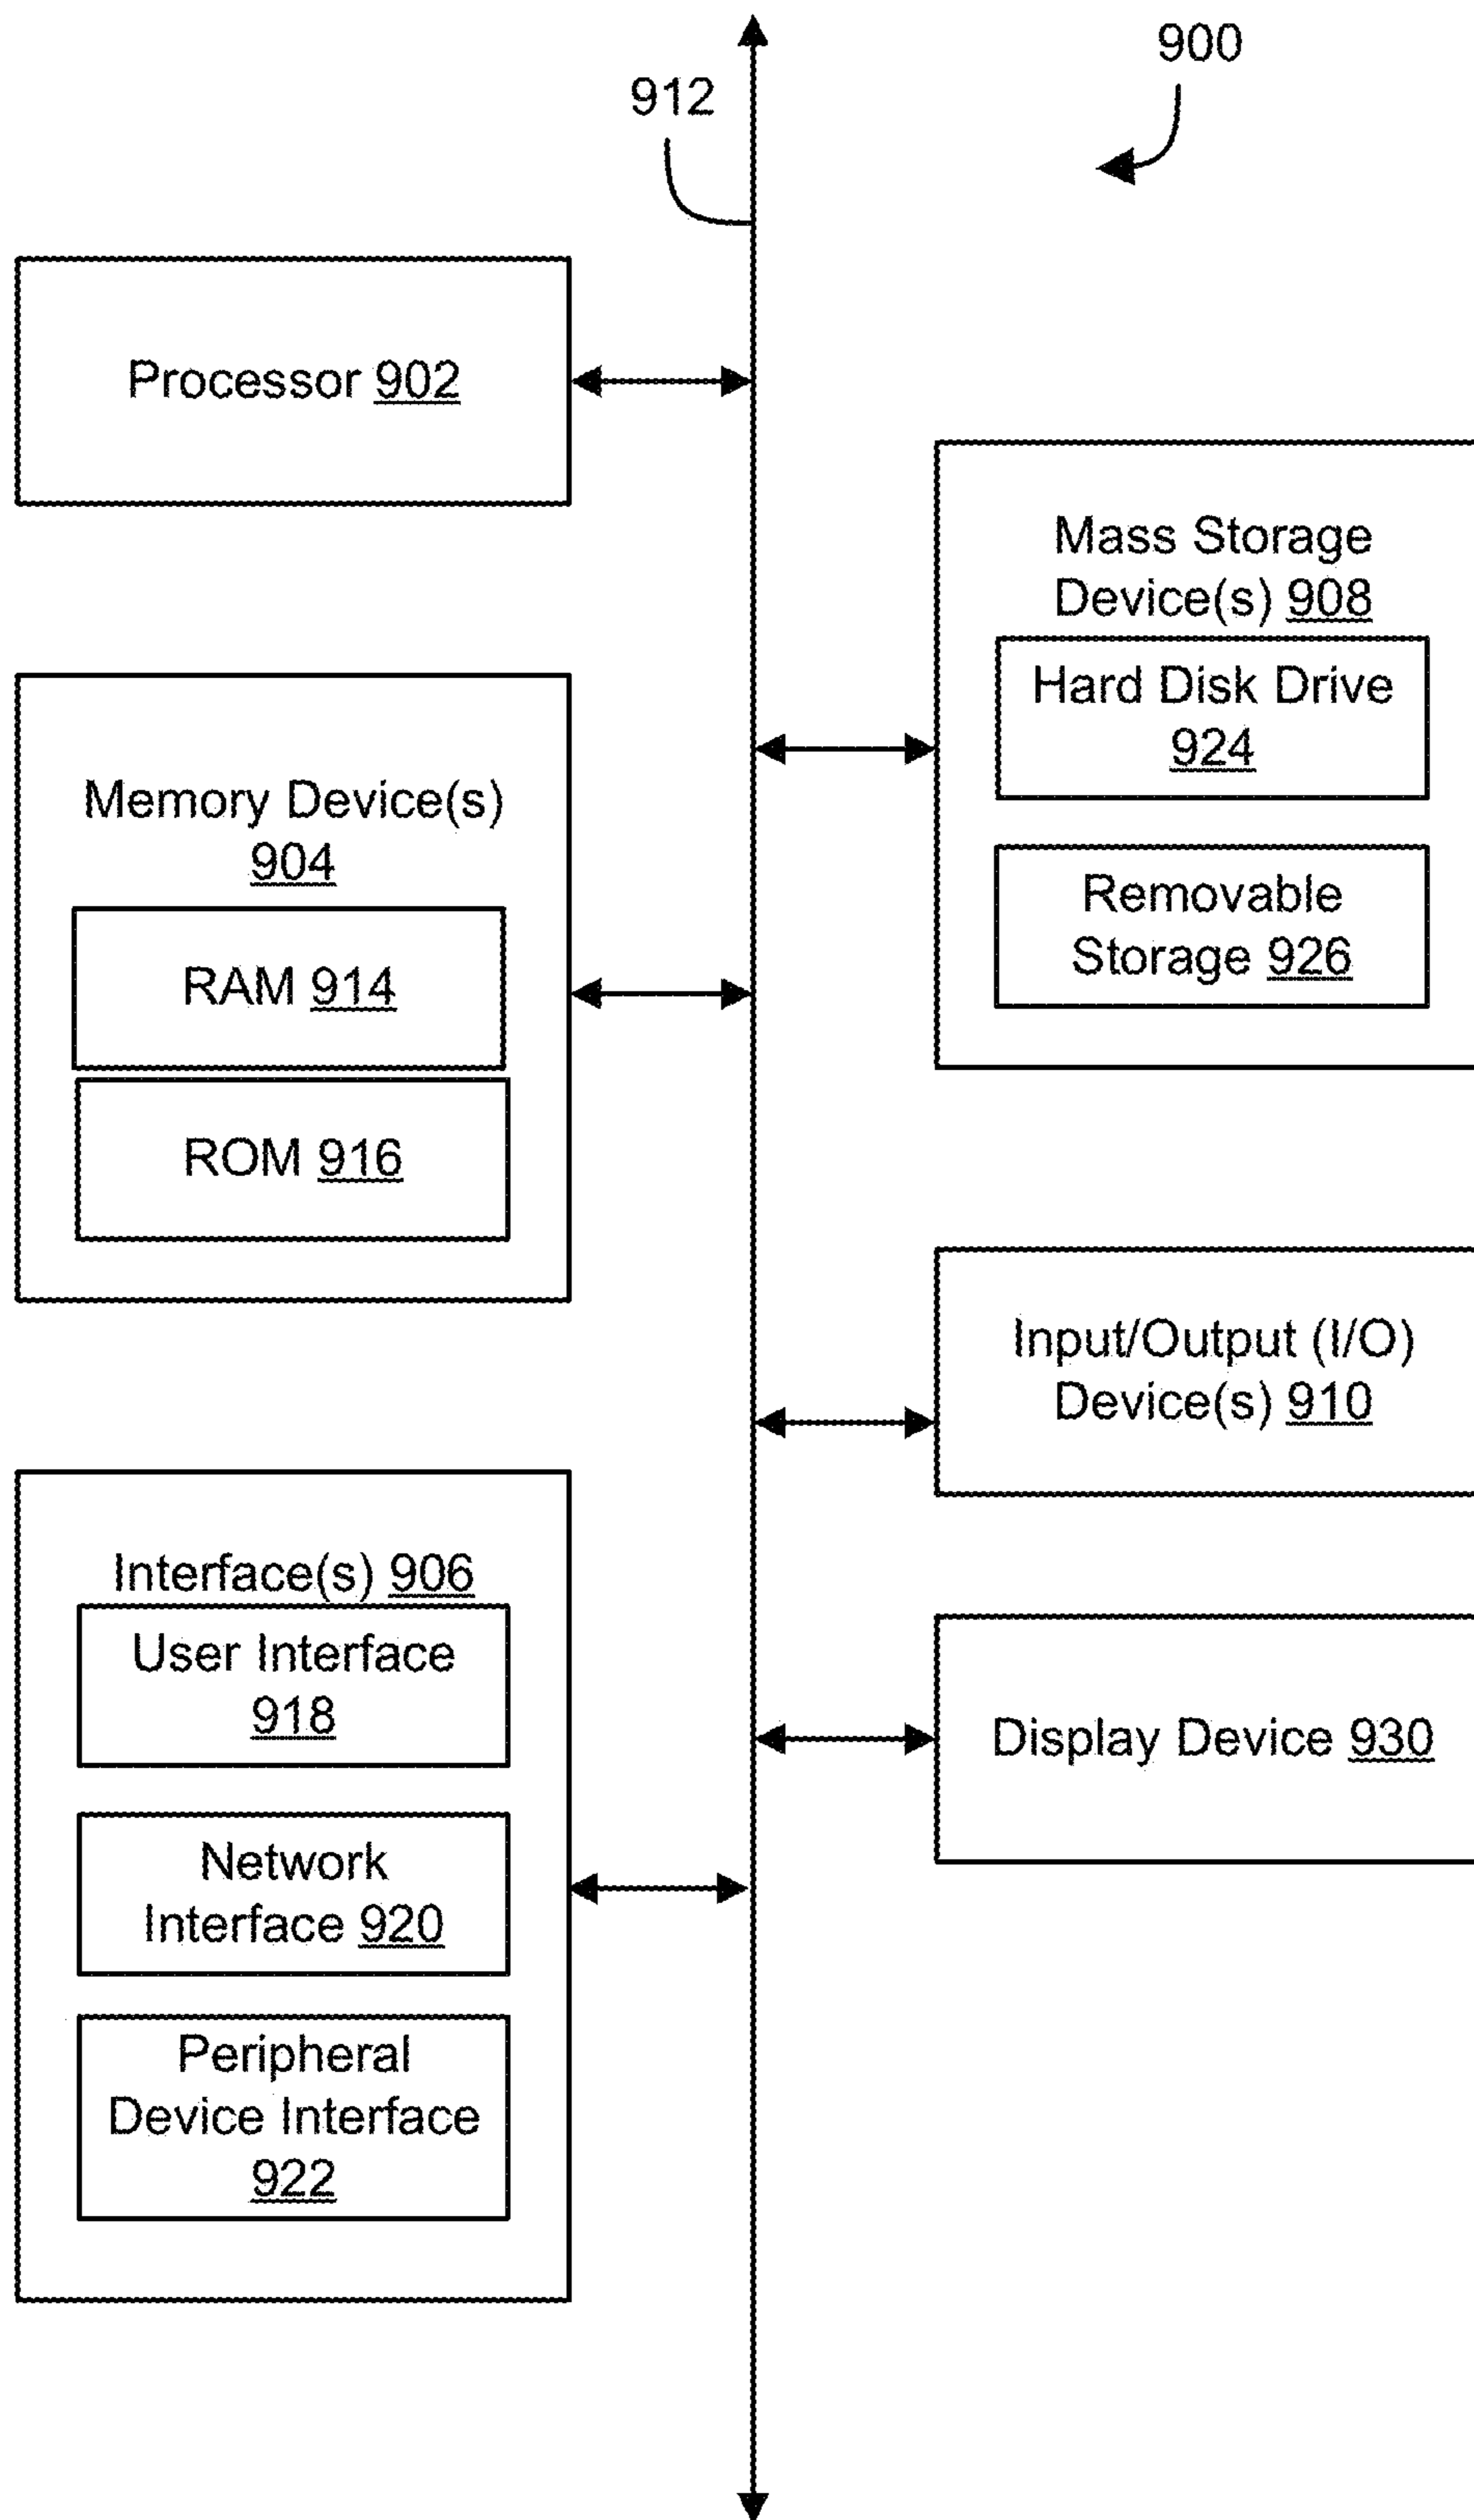 900
912
Processor 902
Mass Storage
Device(s) 908
Hard Disk Drive
924
Removable
Storage 926
Memory Device(s)
904
RAM 914
ROM 916
Input/Output (I/O)
Device(s) 910
Interface(s) 906
User Interface
918
Network
Interface 920
Peripheral
Device Interface
922
Display Device 930